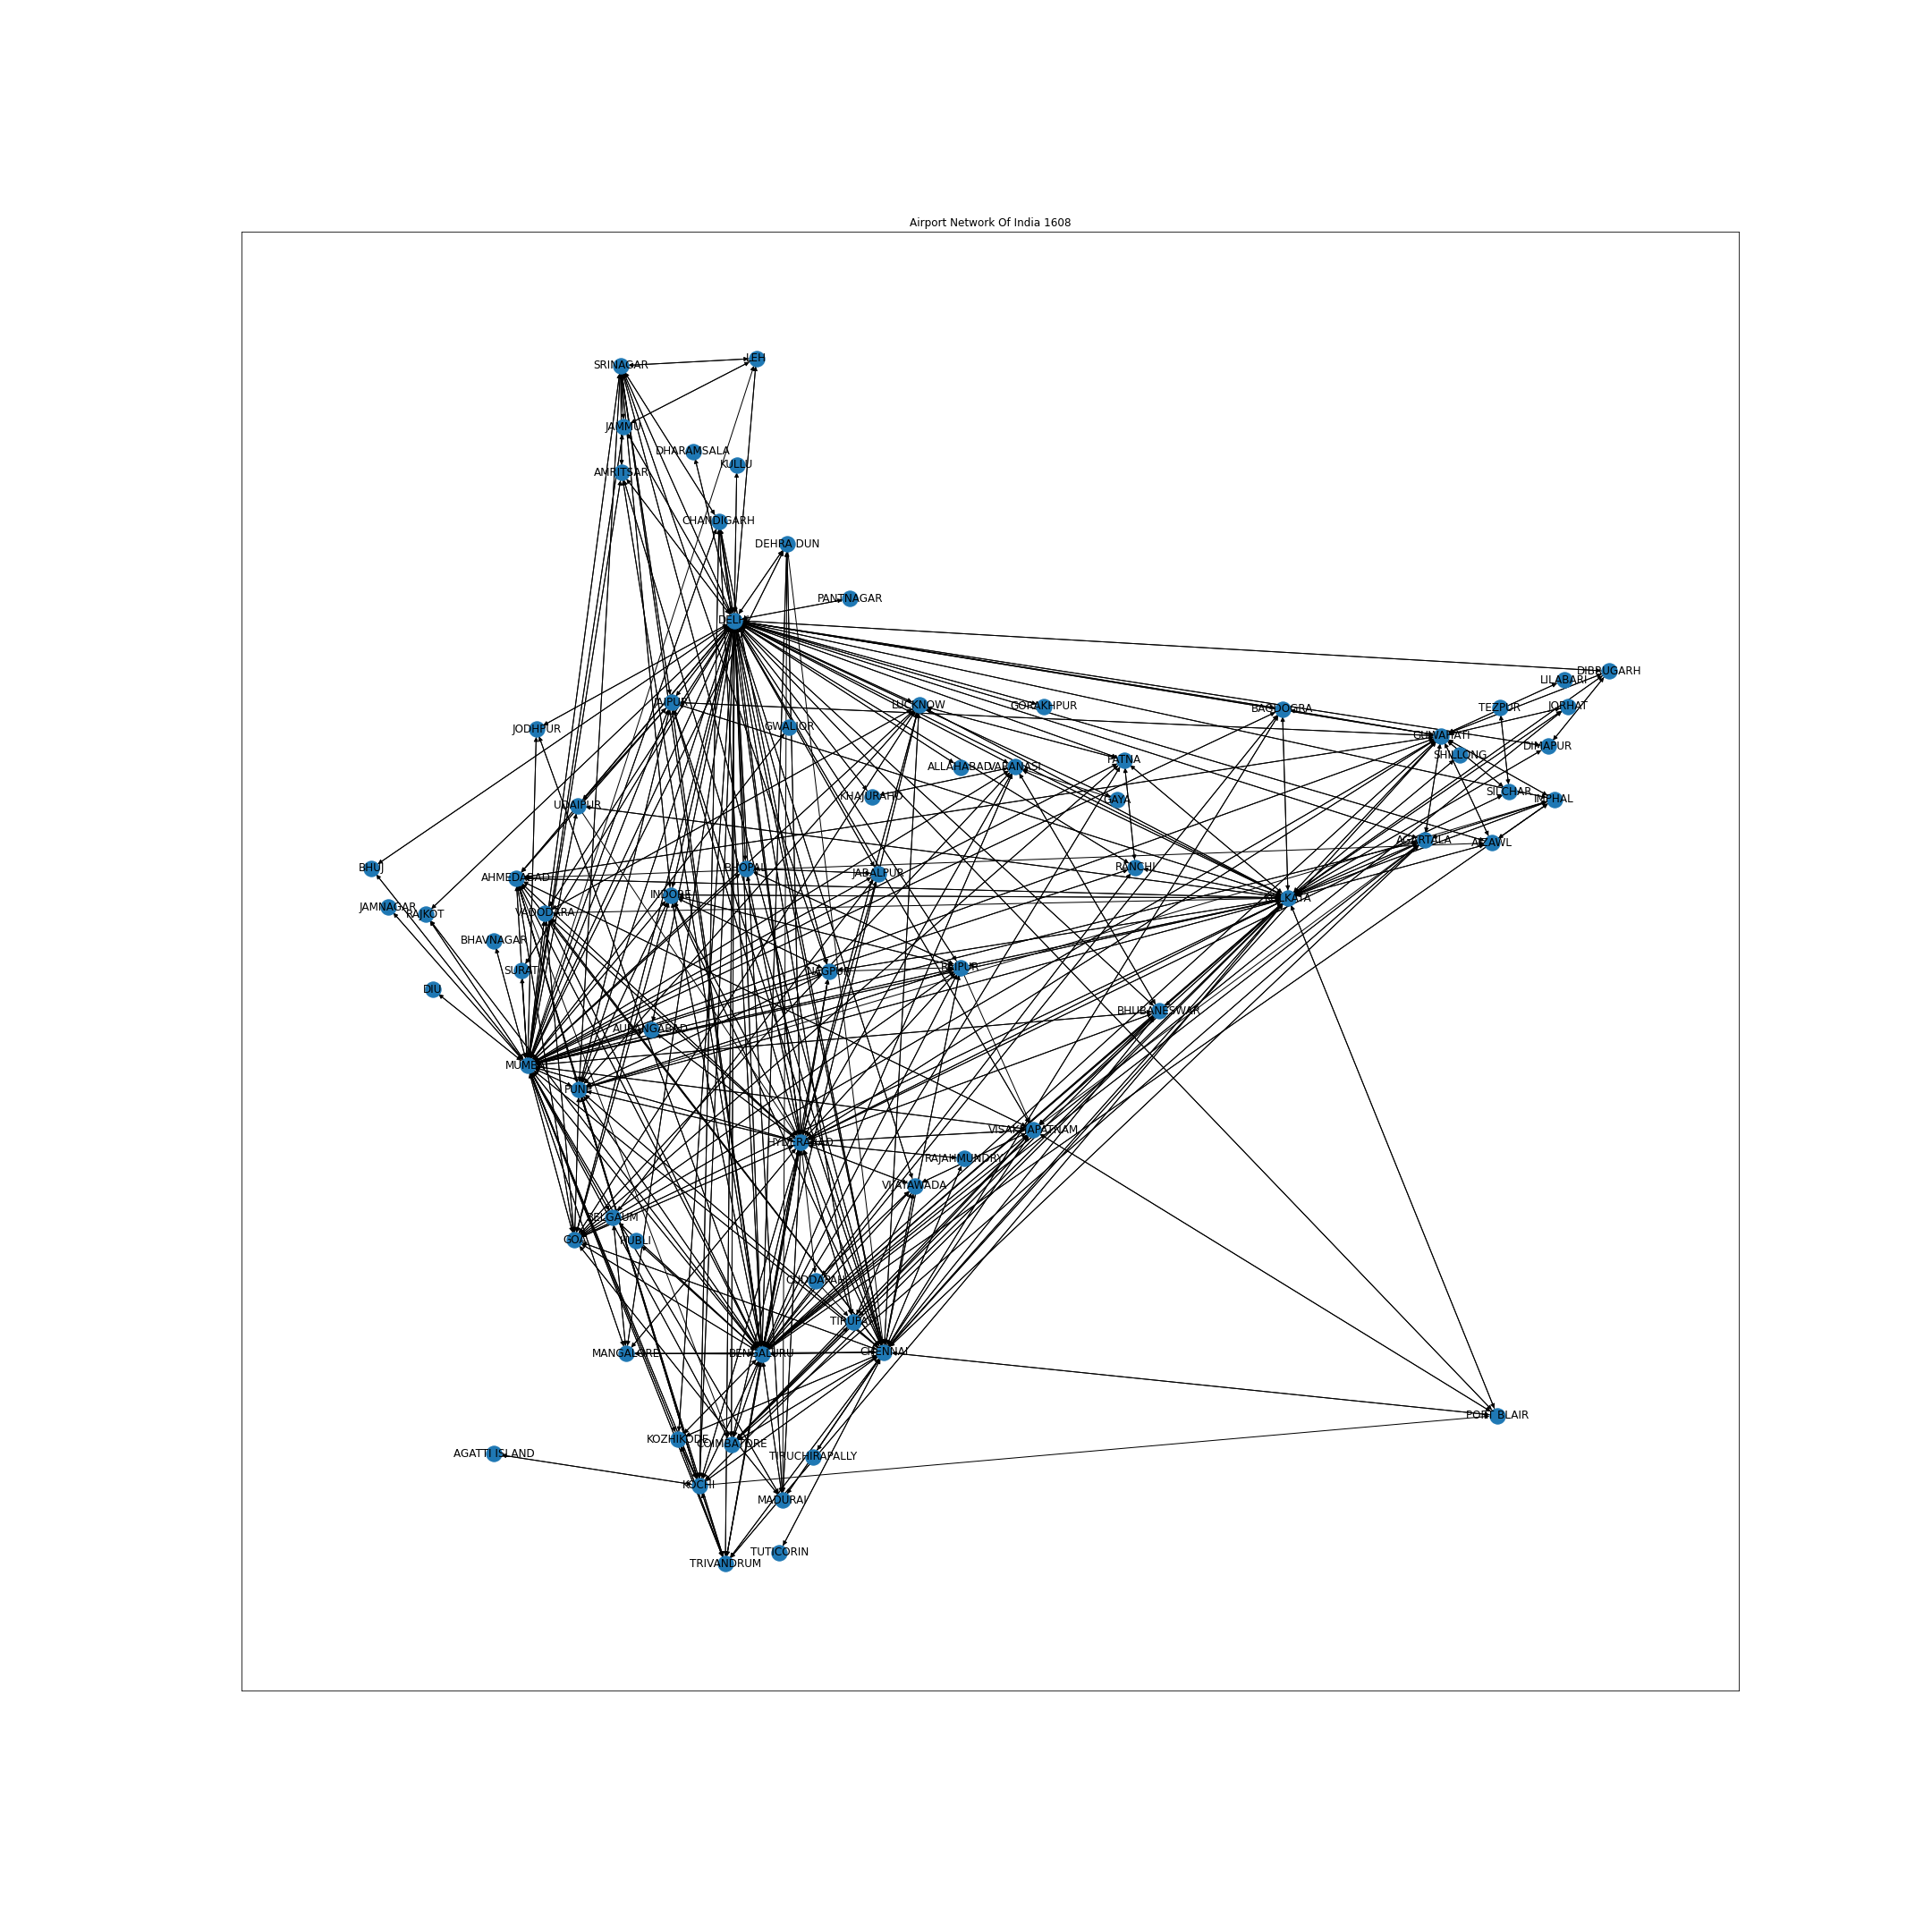 Airport Network Of India 1608
SRINAGAR
LEH
JAMMU
DHARAMSALA
KULLU
AMRITSAR
CHANDIGARH
DEHRA DUN
PANTNAGAR
DELHI
DIBRUGARH
LILABARI
JAIPUR
LUCKNOW
GORAKHPUR
BAGDOGRA
TEZPUR
JORHAT
JODHPUR
GWALIOR
GUWAHATI
DIMAPUR
SHILLONG
PATNA
ALLAHABAD
VARANASI
KHAJURAHO
GAYA
SILCHAR
IMPHAL
UDAIPUR
AGARTALA
AIZAWL
BHUJ
BHOPAL
JABALPUR
RANCHI
AHMEDABAD
INDORE
KOLKATA
JAMNAGAR
RAJKOT
VADODARA
BHAVNAGAR
SURAT
NAGPUR
RAIPUR
DIU
BHUBANESWAR
AURANGABAD
MUMBAI
PUNE
VISAKHAPATNAM
HYDERABAD
RAJAHMUNDRY
VIJAYAWADA
BELGAUM
GOA
HUBLI
CUDDAPAH
TIRUPATI
MANGALORE
BENGALURU
CHENNAI
PORT BLAIR
KOZHIKODE
COIMBATORE
AGATTI ISLAND
TIRUCHIRAPALLY
KOCHI
MADURAI
TUTICORIN
TRIVANDRUM